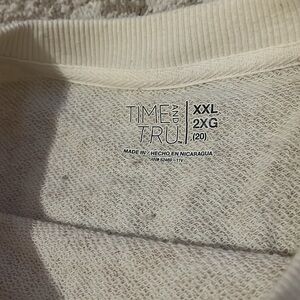 TIME AND TRU
XXL
2XG
(20)
MADE IN / HECHO EN NICARAGUA